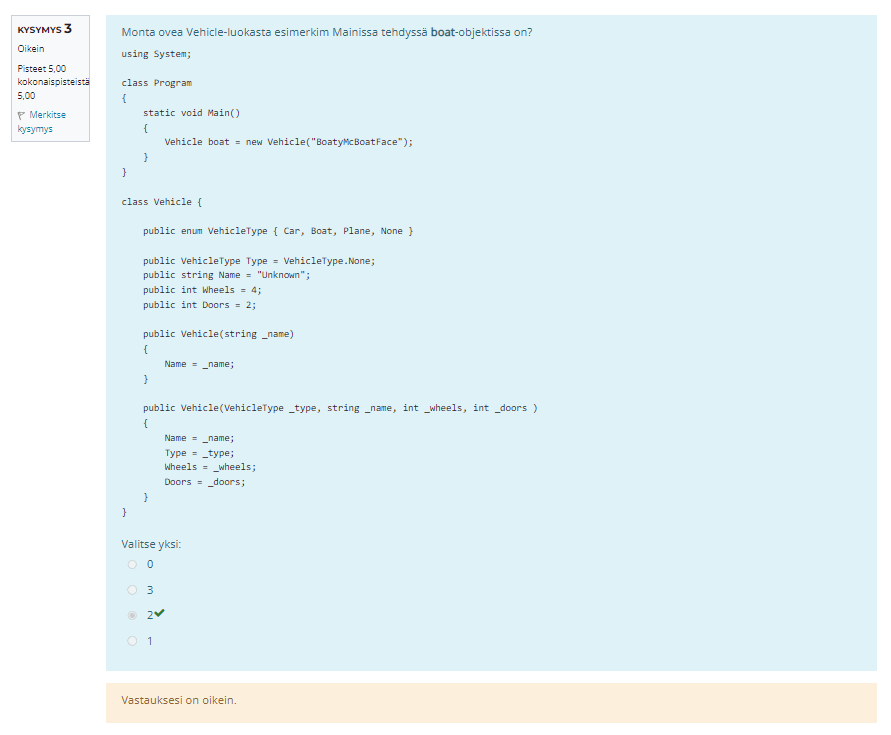 KYSYMYS 3
Oikein
Pisteet 5,00
kokonaispisteistä
5,00
Merkitse
kysymys
Monta ovea Vehicle-luokasta esimerkim Mainissa tehdyssä boat-objektissa on?
using System;
class Program
{
static void Main()
{
Vehicle boat = new Vehicle("BoatyMcBoatFace");
}
}
class Vehicle {
public enum VehicleType { Car, Boat, Plane, None }
public VehicleType Type = VehicleType.None;
public string Name = "Unknown";
public int Wheels = 4;
public int Doors = 2;
public Vehicle(string _name)
{
Name = _name;
}
public Vehicle(VehicleType _type, string _name, int _wheels, int _doors )
{
Name = _name;
Type = _type;
Wheels = _wheels;
Doors = _doors;
}
}
Valitse yksi:
0
3
2
1
Vastauksesi on oikein.